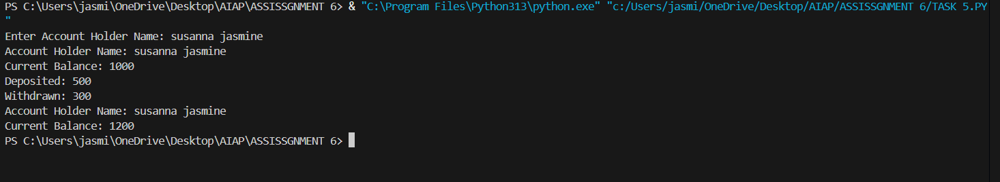 PS C:\Users\jasmi\OneDrive\Desktop\AIAP\ASSISSGNMENT 6> & "C:\Program Files\Python313\python.exe" "c:/Users/jasmi/OneDrive/Desktop/AIAP/ASSISSGNMENT 6/TASK 5.PY
"
Enter Account Holder Name: susanna jasmine
Account Holder Name: susanna jasmine
Current Balance: 1000
Deposited: 500
Withdrawn: 300
Account Holder Name: susanna jasmine
Current Balance: 1200
PS C:\Users\jasmi\OneDrive\Desktop\AIAP\ASSISSGNMENT 6>